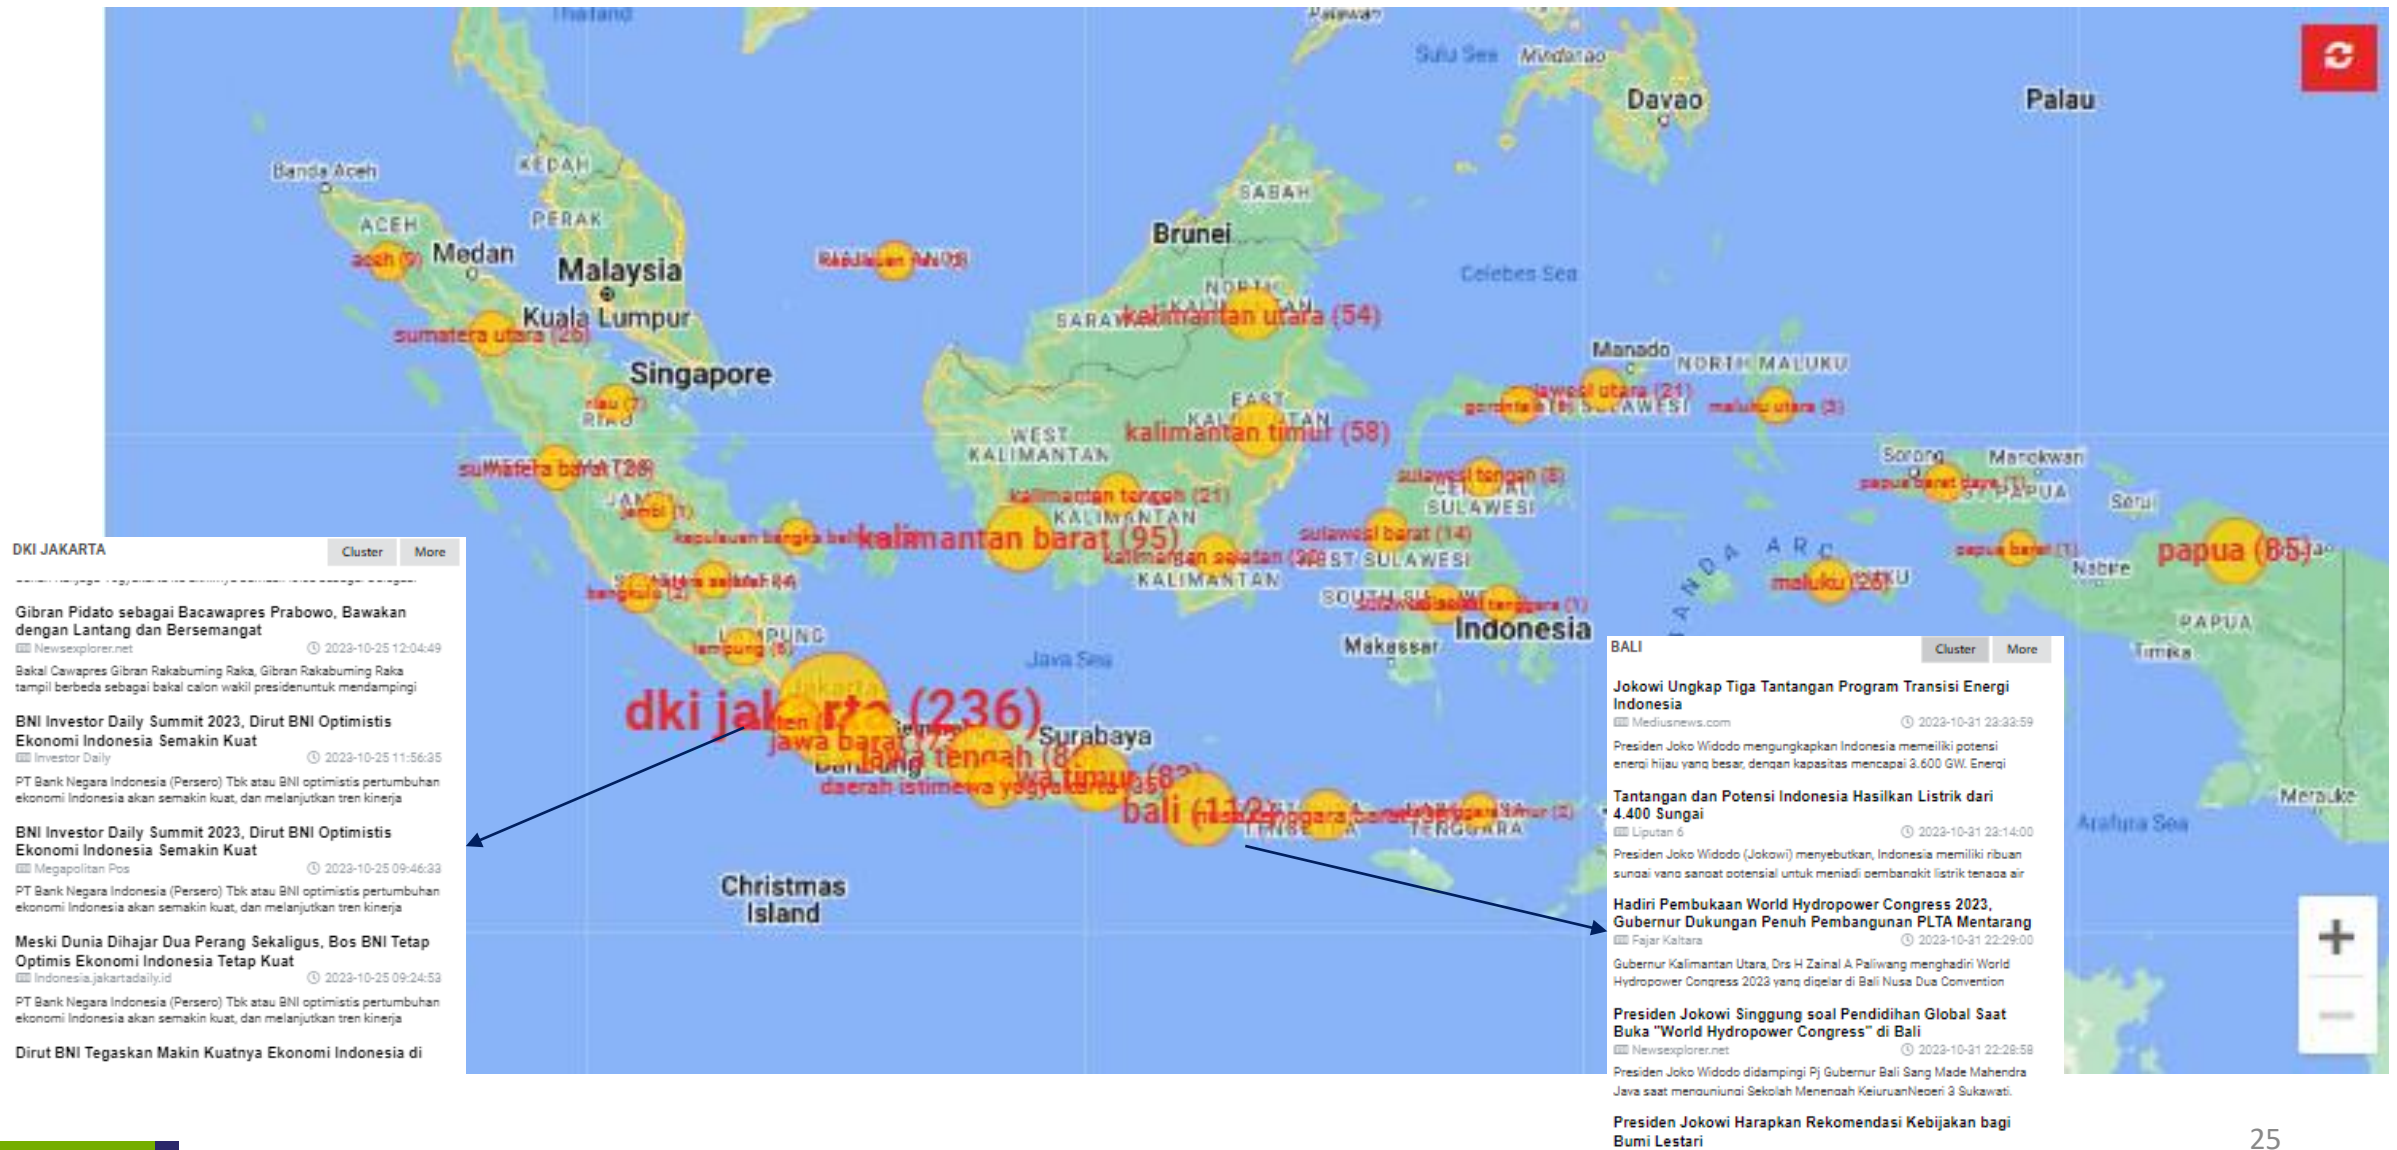 Thailand
Palawan
Sulu Sea
Mindanao
Davao
Palau
Banda Aceh
KEDAH
ACEH
PERAK
SABAH
Brunei
aceh (9)
Medan
Malaysia
Celebes Sea
NORTH
Kuala Lumpur
kalimantan utara (54)
sumatera utara (26)
Singapore
Manado
NORTH MALUKU
riau (7)
RIAU
EAST
sulawesi utara (21)
maluku utara (3)
WEST
KALIMANTAN
kalimantan timur (58)
sumatera barat (28)
Sorong
Manokwari
kalimantan tengah (21)
sulawesi tengah (8)
CENTRAL
SULAWESI
Serui
jambi (1)
KALIMANTAN
kalimantan barat (95)
sulawesi barat (14)
WEST SULAWESI
KALIMANTAN
papua barat (1)
papua (85)
Nabire
BANDA ARC
bengkulu (2)
Indonesia
Makassar
PAPUA
Timika
LAMPUNG
lampung (6)
Java Sea
dki jakarta (236)
Surabaya
daerah istimewa yogyakarta (35)
bali (112)
TENGGARA
Merauke
Arafura Sea
Christmas
Island
DKI JAKARTA
Cluster More
Gibran Pidato sebagai Bacawapres Prabowo, Bawakan
dengan Lantang dan Bersemangat
Newsexplorer.net 2023-10-25 12:04:49
Bakal Cawapres Gibran Rakabuming Raka, Gibran Rakabuming Raka
tampil berbeda sebagai bakal calon wakil presidenuntuk mendampingi
BNI Investor Daily Summit 2023, Dirut BNI Optimistis
Ekonomi Indonesia Semakin Kuat
Investor Daily 2023-10-25 11:56:35
PT Bank Negara Indonesia (Persero) Tbk atau BNI optimistis pertumbuhan
ekonomi Indonesia akan semakin kuat, dan melanjutkan tren kinerja
BNI Investor Daily Summit 2023, Dirut BNI Optimistis
Ekonomi Indonesia Semakin Kuat
Megapolitan Pos 2023-10-25 09:46:33
PT Bank Negara Indonesia (Persero) Tbk atau BNI optimistis pertumbuhan
ekonomi Indonesia akan semakin kuat, dan melanjutkan tren kinerja
Meski Dunia Dihajar Dua Perang Sekaligus, Bos BNI Tetap
Optimis Ekonomi Indonesia Tetap Kuat
Indonesia.jakartadaily.id 2023-10-25 09:24:53
PT Bank Negara Indonesia (Persero) Tbk atau BNI optimistis pertumbuhan
ekonomi Indonesia akan semakin kuat, dan melanjutkan tren kinerja
Dirut BNI Tegaskan Makin Kuatnya Ekonomi Indonesia di
BALI
Cluster More
Jokowi Ungkap Tiga Tantangan Program Transisi Energi
Indonesia
Mediusnews.com 2023-10-31 23:33:59
Presiden Joko Widodo mengungkapkan Indonesia memeiliki potensi
energi hijau yang besar, dengan kapasitas mencapai 3.600 GW. Energi
Tantangan dan Potensi Indonesia Hasilkan Listrik dari
4.400 Sungai
Liputan 6 2023-10-31 23:14:00
Presiden Joko Widodo (Jokowi) menyebutkan, Indonesia memiliki ribuan
sungai yang sangat potensial untuk menjadi pembangkit listrik tenaga air
Hadiri Pembukaan World Hydropower Congress 2023,
Gubernur Dukungan Penuh Pembangunan PLTA Mentarang
Fajar Kaltara 2023-10-31 22:29:00
Gubernur Kalimantan Utara, Drs H Zainal A Paliwang menghadiri World
Hydropower Congress 2023 yang digelar di Bali Nusa Dua Convention
Presiden Jokowi Singgung soal Pendidihan Global Saat
Buka "World Hydropower Congress" di Bali
Newsexplorer.net 2023-10-31 22:28:58
Presiden Joko Widodo didampingi Pj Gubernur Bali Sang Made Mahendra
Jaya saat mengunjungi Sekolah Menengah KejuruanNegeri 3 Sukawati.
Presiden Jokowi Harapkan Rekomendasi Kebijakan bagi
Bumi Lestari
25